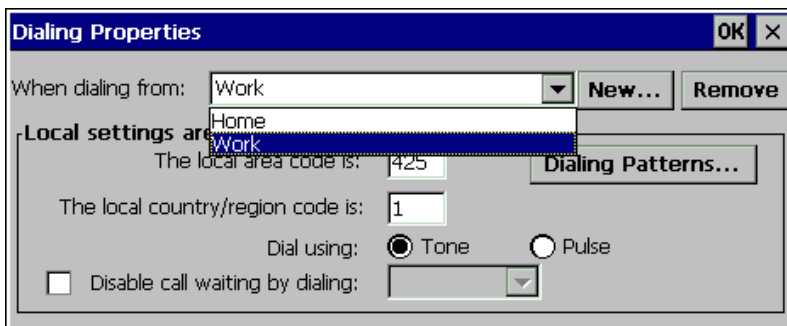 Dialing Properties OK ×
When dialing from: Work New... Remove
Home
Local settings are
Work
The local area code is: 425 Dialing Patterns...
The local country/region code is: 1
Dial using: Tone Pulse
Disable call waiting by dialing: